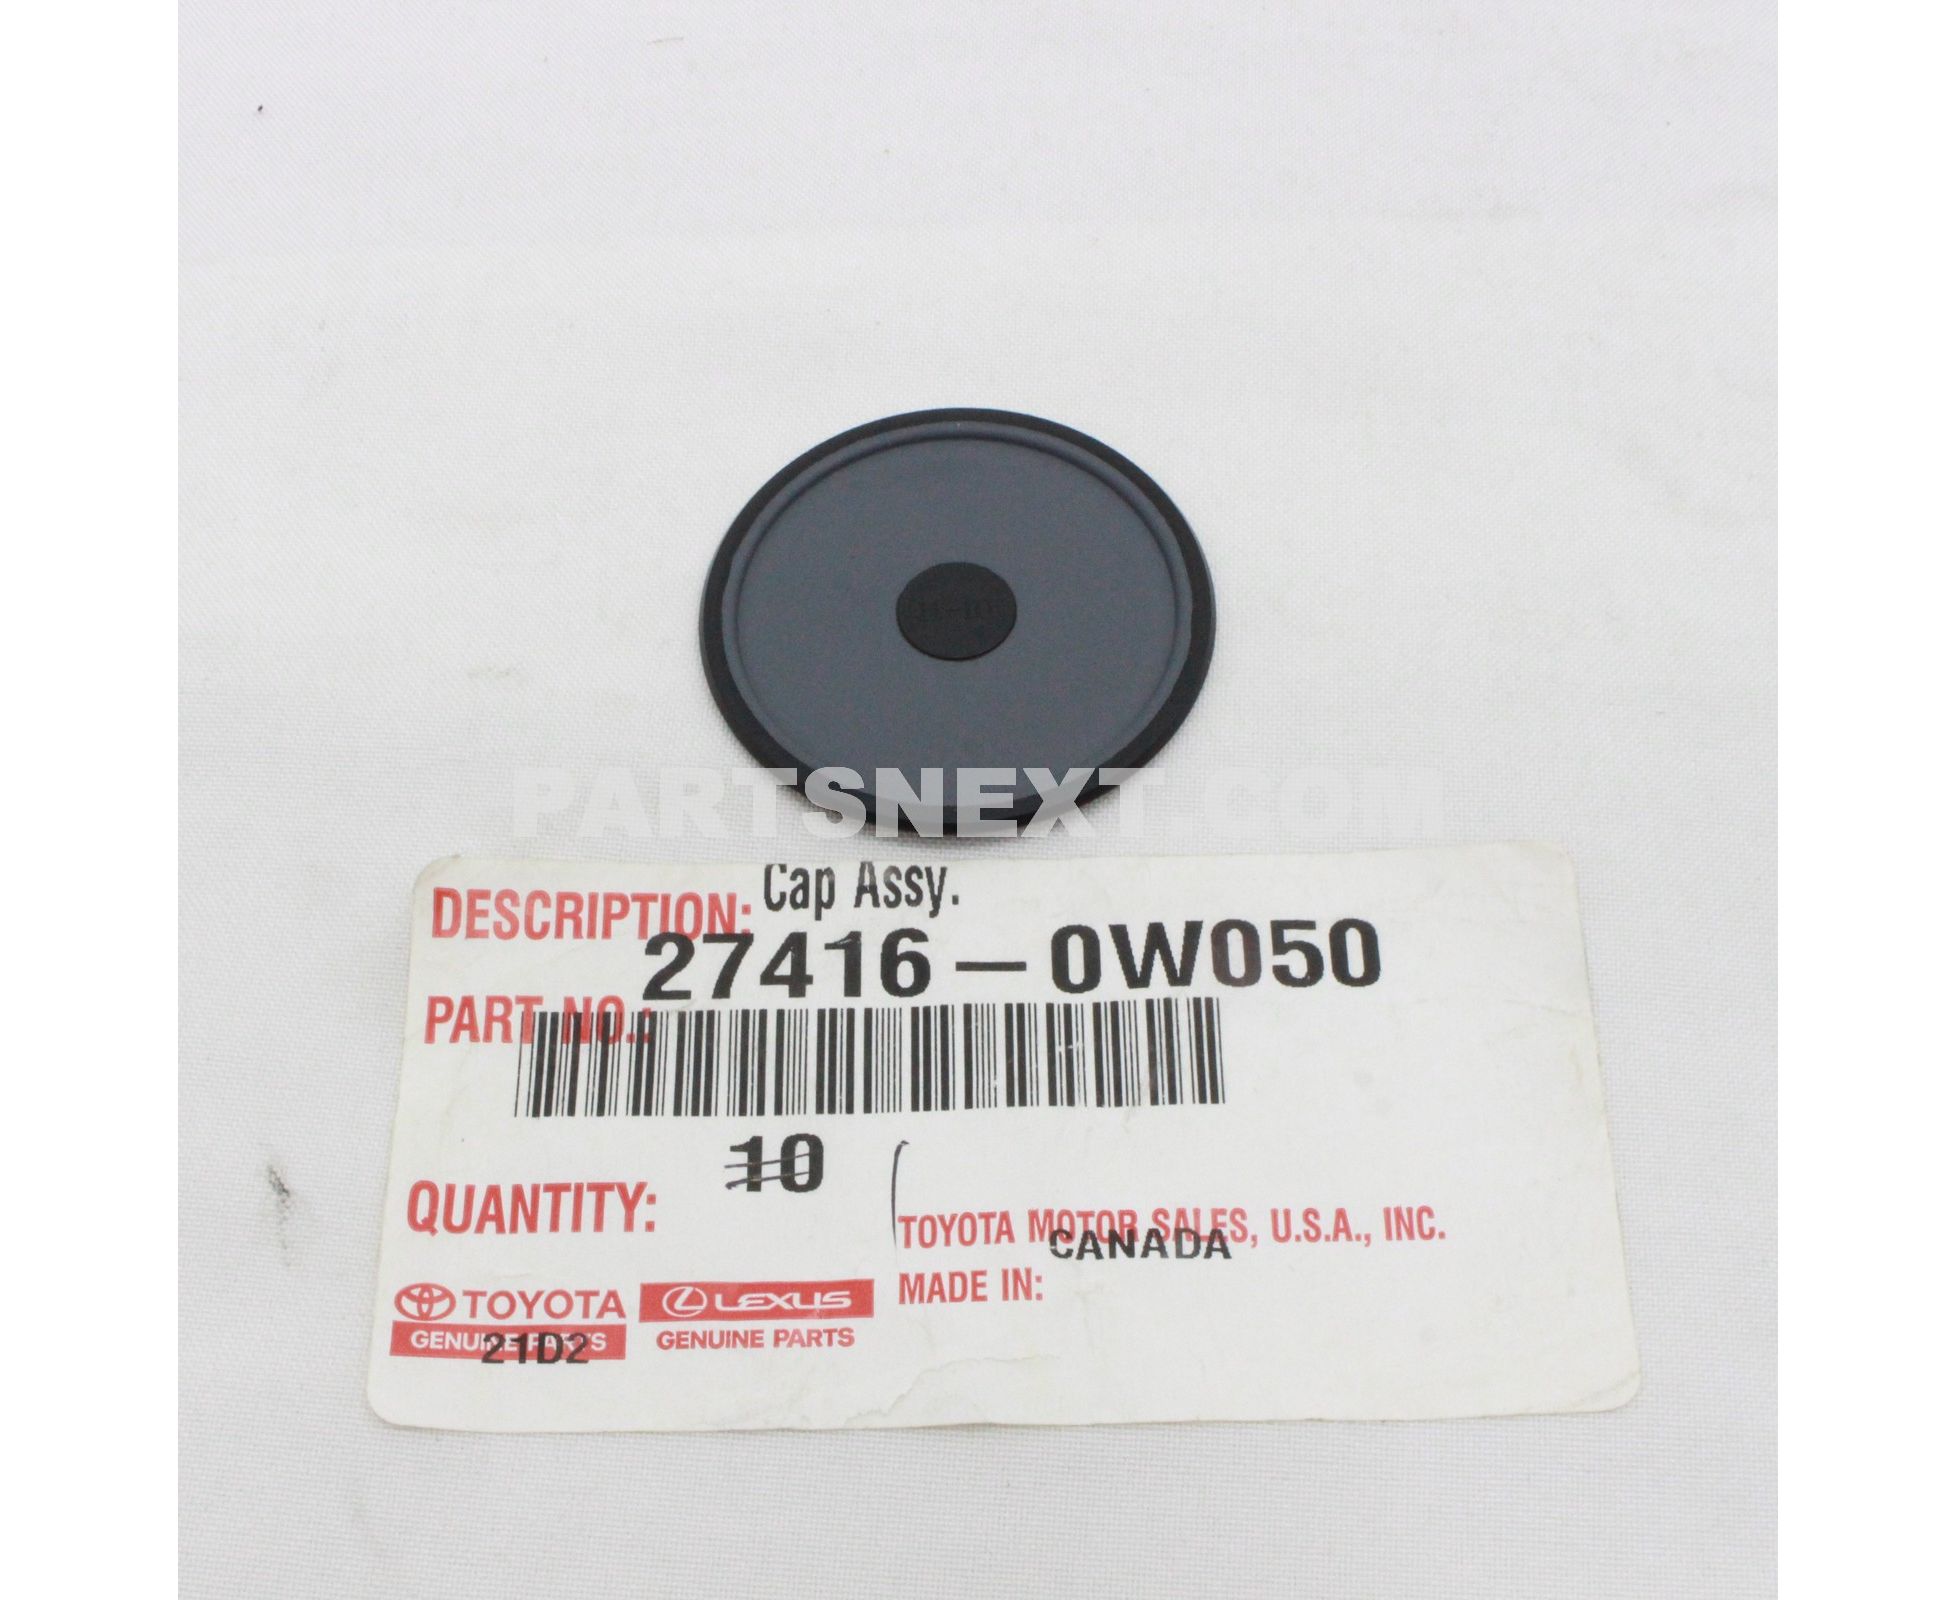 PARTSNEXT.COM
DESCRIPTION: Cap Assy.
27416-0W050
PART NO.:
10
QUANTITY:
TOYOTA MOTOR SALES, U.S.A., INC.
CANADA
MADE IN:
TOYOTA LEXUS
GENUINE PARTS GENUINE PARTS
21D2